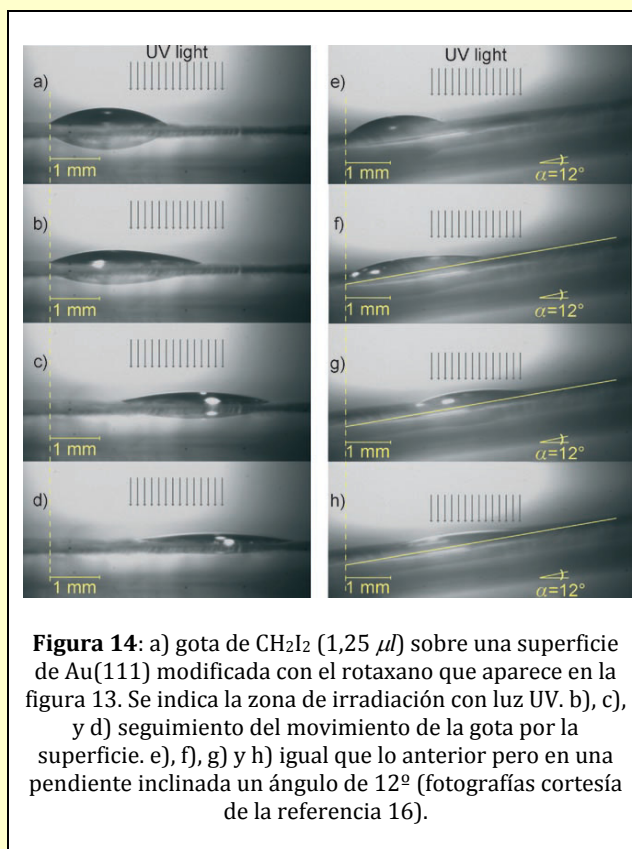 UV light
a)
1 mm
b)
1 mm
c)
1 mm
d)
1 mm
UV light
e)
1 mm
α=12°
f)
1 mm
α=12°
g)
1 mm
α=12°
h)
1 mm
α=12°
Figura 14: a) gota de CH₂I₂ (1,25 μl) sobre una superficie
de Au(111) modificada con el rotaxano que aparece en la
figura 13. Se indica la zona de irradiación con luz UV. b), c),
y d) seguimiento del movimiento de la gota por la
superficie. e), f), g) y h) igual que lo anterior pero en una
pendiente inclinada un ángulo de 12º (fotografías cortesía
de la referencia 16).